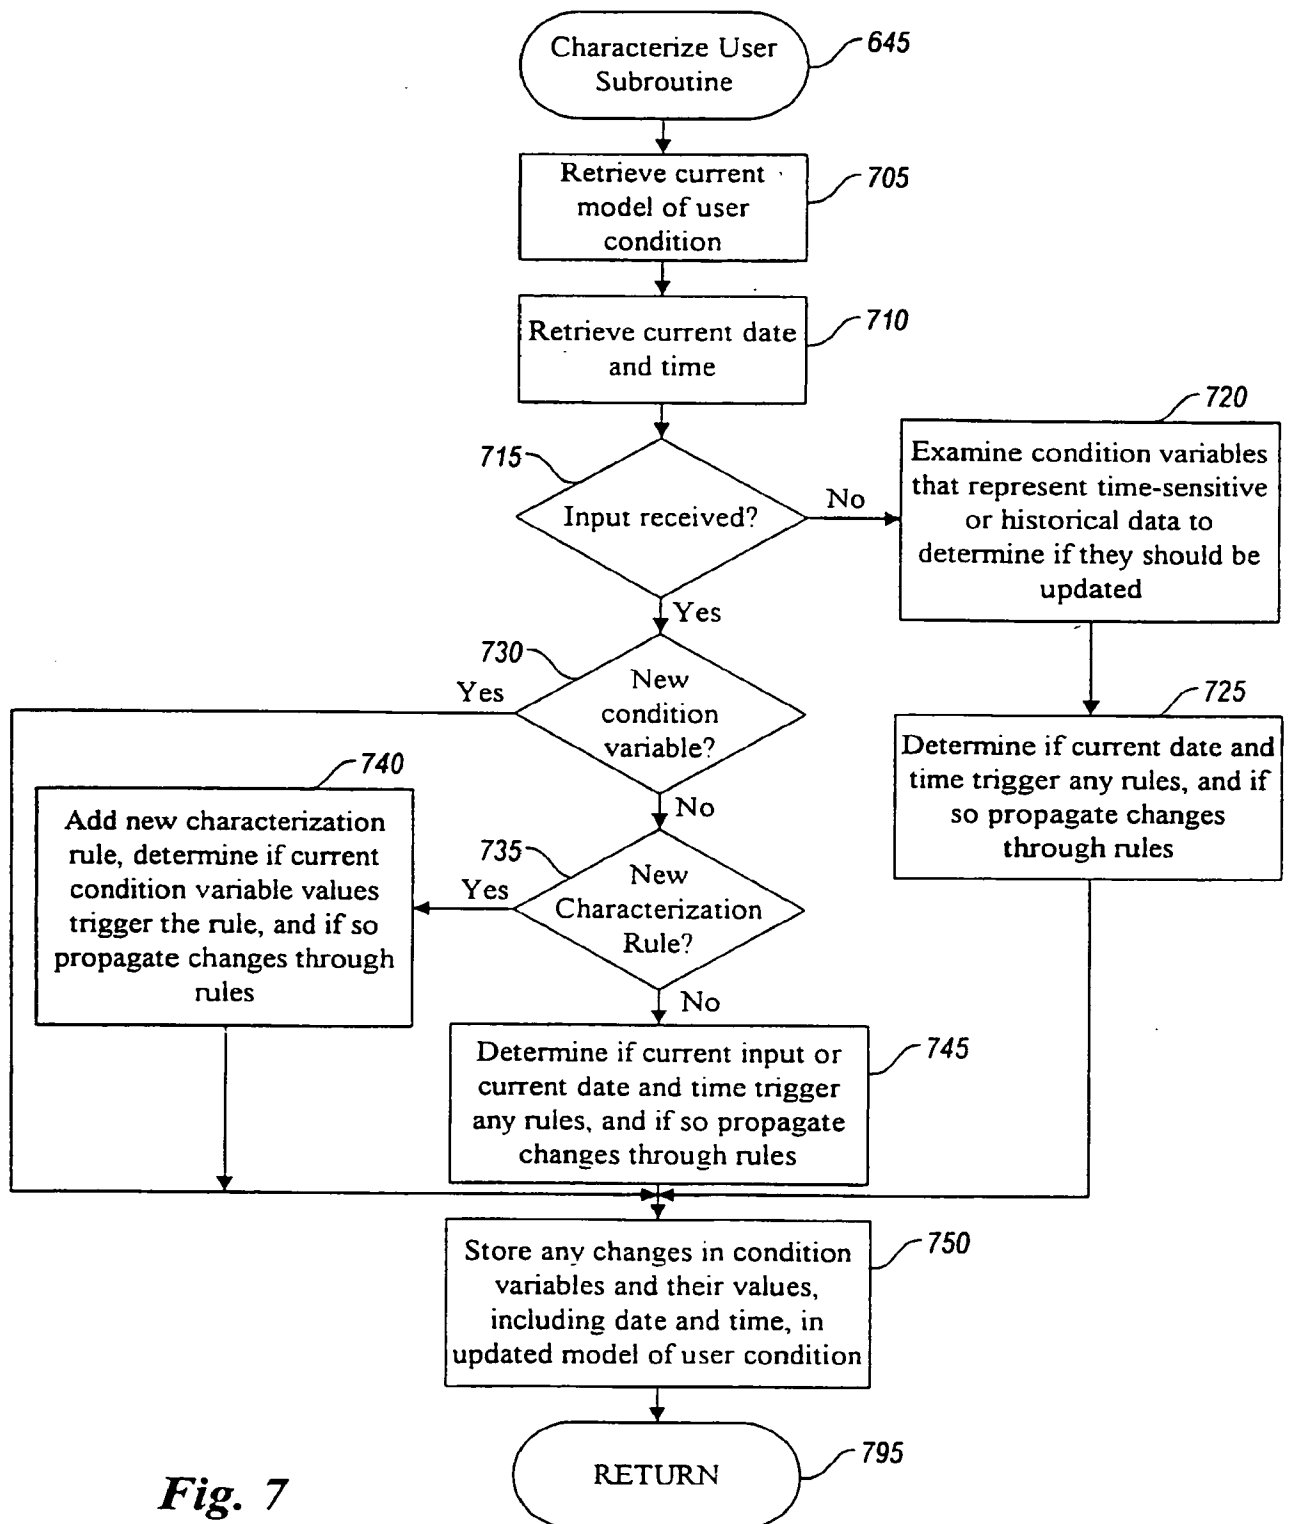 Characterize User
Subroutine
645
Retrieve current
model of user
condition
705
Retrieve current date
and time
710
715
Input received?
No
Yes
720
Examine condition variables
that represent time-sensitive
or historical data to
determine if they should be
updated
725
Determine if current date and
time trigger any rules, and if
so propagate changes
through rules
730
New
condition
variable?
Yes
No
735
New
Characterization
Rule?
Yes
No
740
Add new characterization
rule, determine if current
condition variable values
trigger the rule, and if so
propagate changes through
rules
745
Determine if current input or
current date and time trigger
any rules, and if so propagate
changes through rules
750
Store any changes in condition
variables and their values,
including date and time, in
updated model of user condition
RETURN
795
Fig. 7